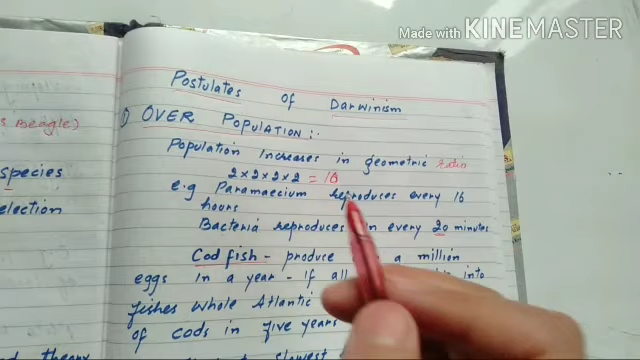 Made with KINEMASTER
s Beagle)
species
election
theory
Postulates of Darwinism
1) OVER POPULATION :-
Population increases in geometric ratio
2×2×2×2 = 16
e.g Paramaecium reproduces every 16
hours
Bacteria reproduces in every 20 minutes
Cod fish - produce a million
eggs in a year - if all into
fishes whole Atlantic
of cods in five years
slowest